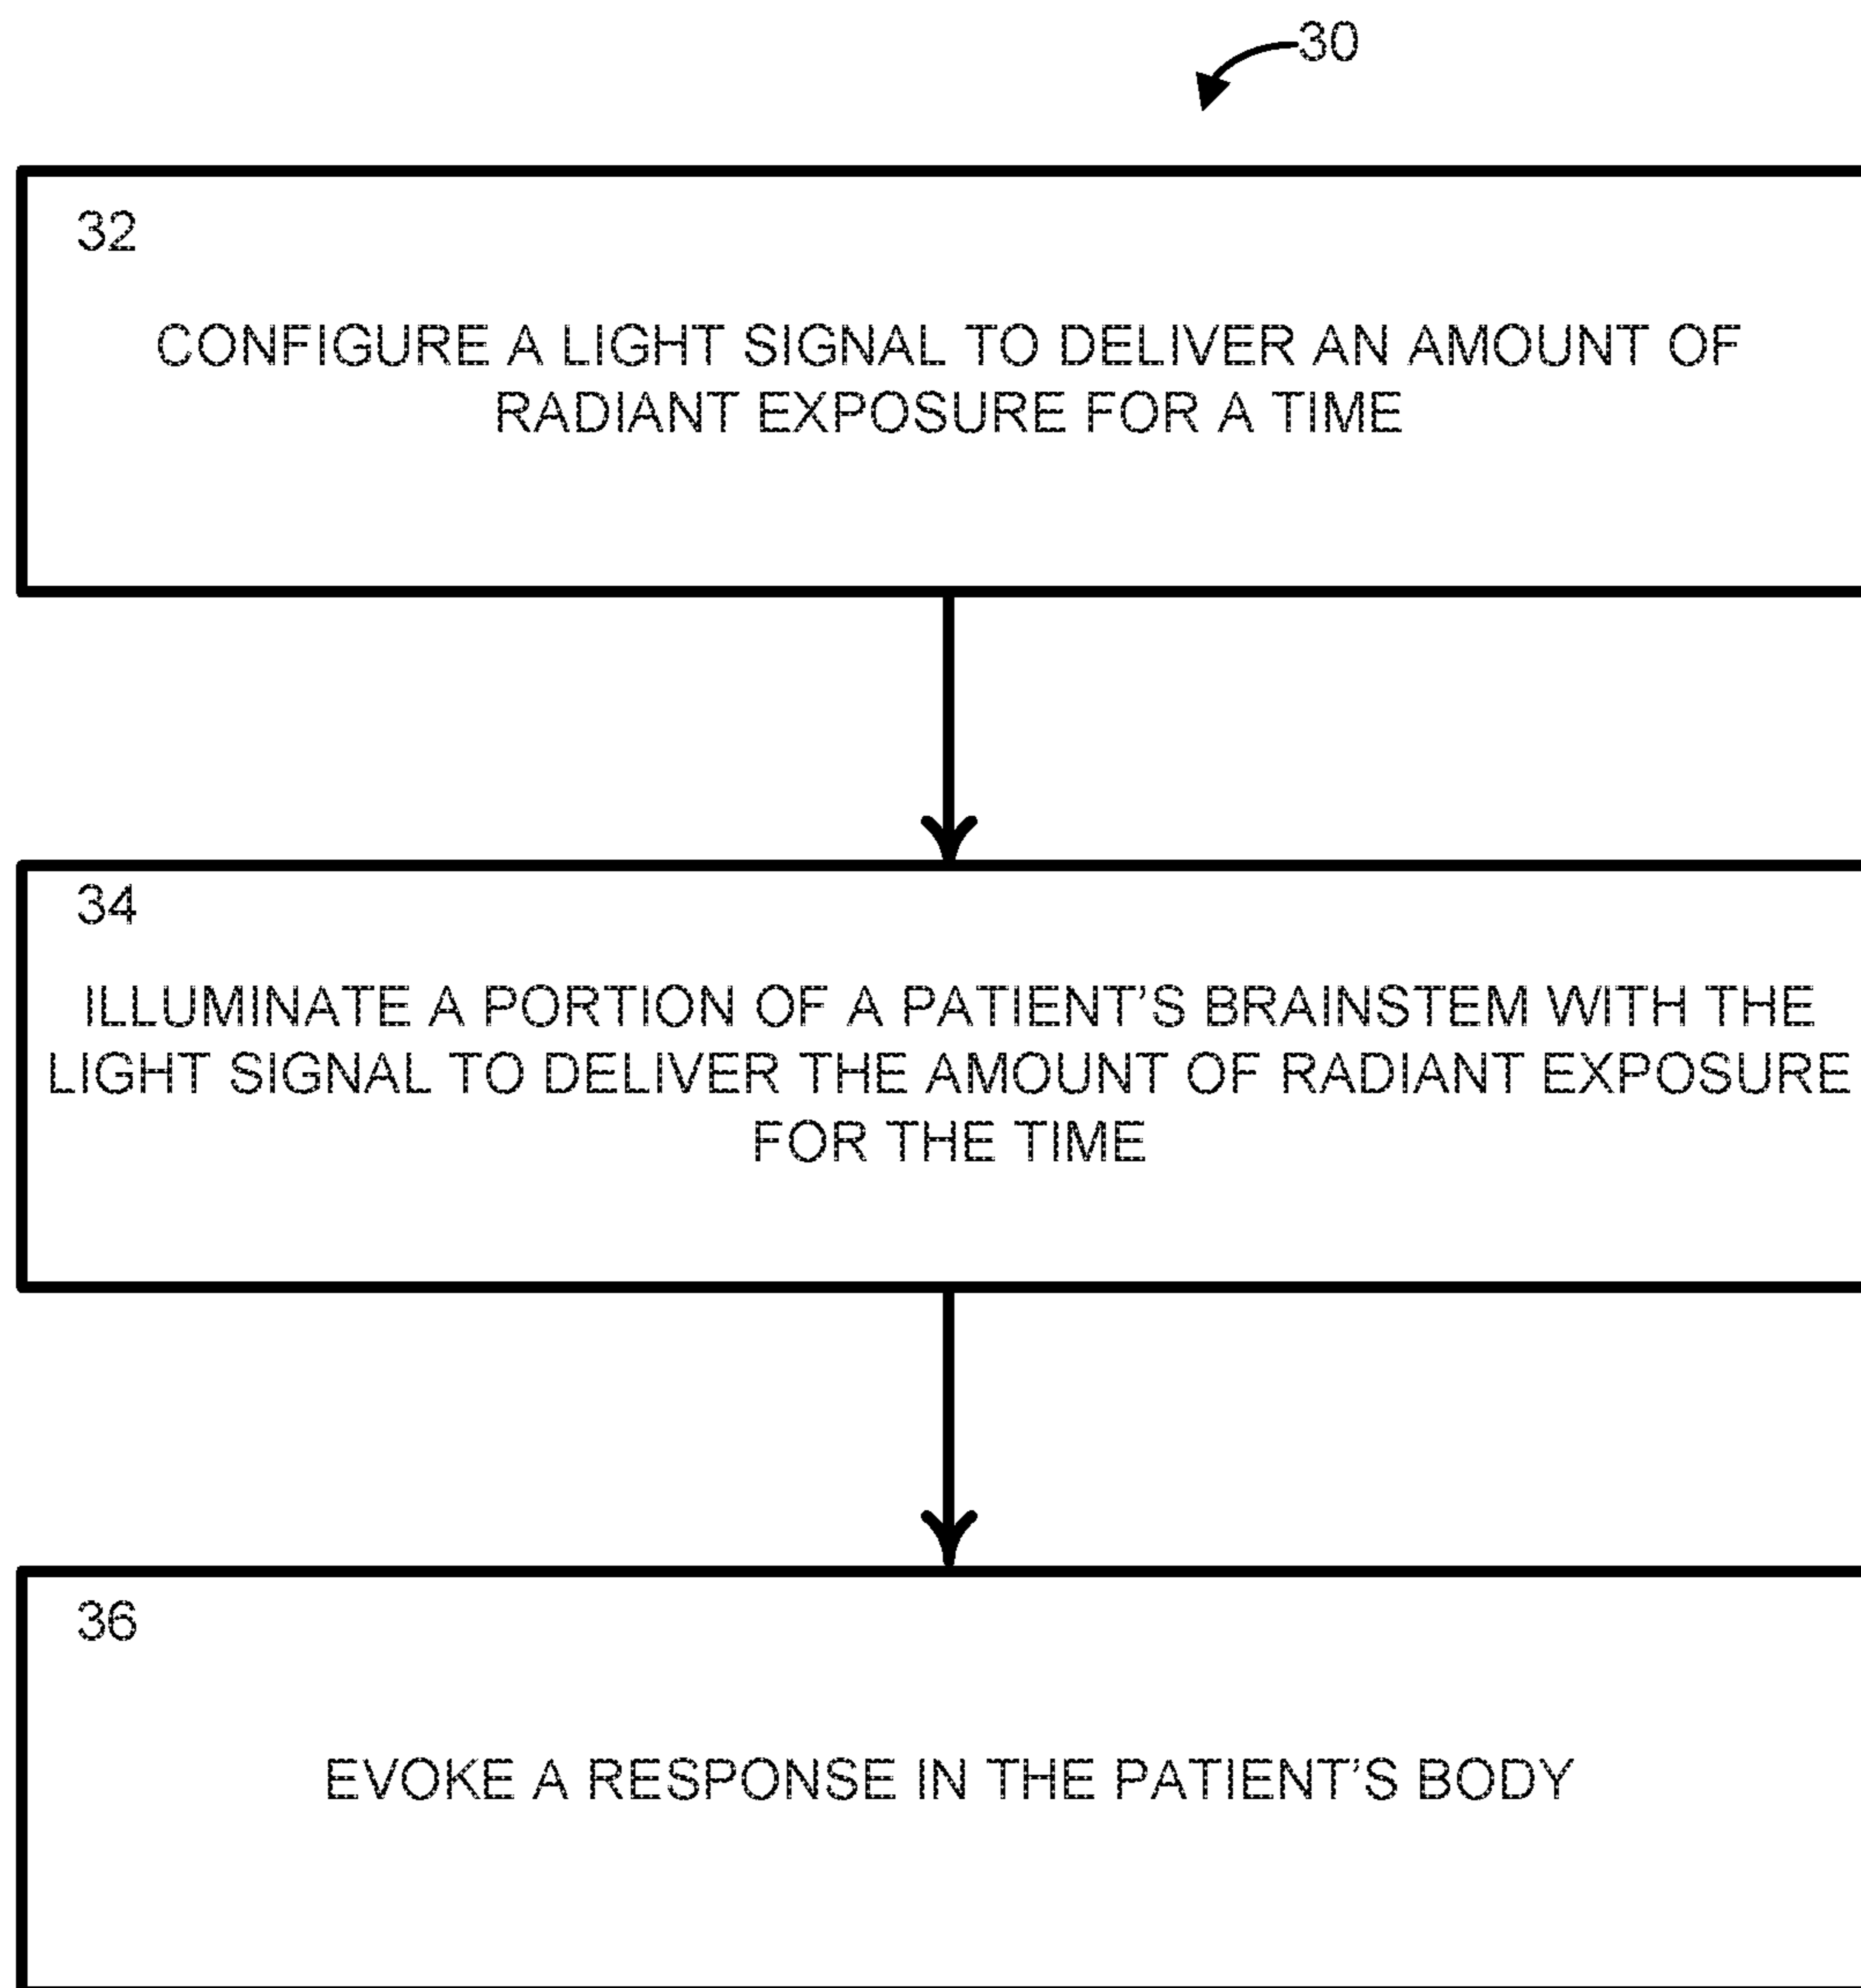 30
32
CONFIGURE A LIGHT SIGNAL TO DELIVER AN AMOUNT OF
RADIANT EXPOSURE FOR A TIME
34
ILLUMINATE A PORTION OF A PATIENT'S BRAINSTEM WITH THE
LIGHT SIGNAL TO DELIVER THE AMOUNT OF RADIANT EXPOSURE
FOR THE TIME
36
EVOKE A RESPONSE IN THE PATIENT'S BODY